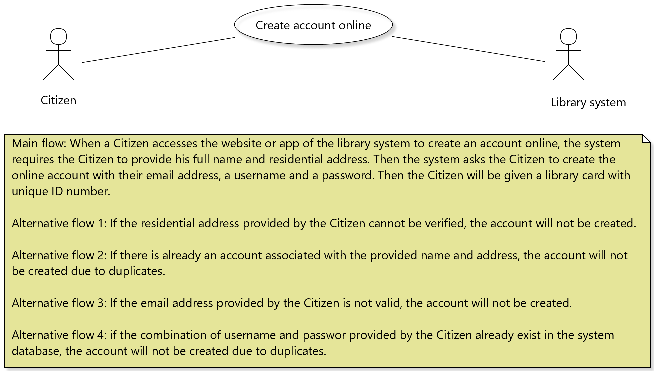 Create account online
Citizen
Library system
Main flow: When a Citizen accesses the website or app of the library system to create an account online, the system
requires the Citizen to provide his full name and residential address. Then the system asks the Citizen to create the
online account with their email address, a username and a password. Then the Citizen will be given a library card with
unique ID number.
Alternative flow 1: If the residential address provided by the Citizen cannot be verified, the account will not be created.
Alternative flow 2: If there is already an account associated with the provided name and address, the account will not
be created due to duplicates.
Alternative flow 3: If the email address provided by the Citizen is not valid, the account will not be created.
Alternative flow 4: if the combination of username and passwor provided by the Citizen already exist in the system
database, the account will not be created due to duplicates.